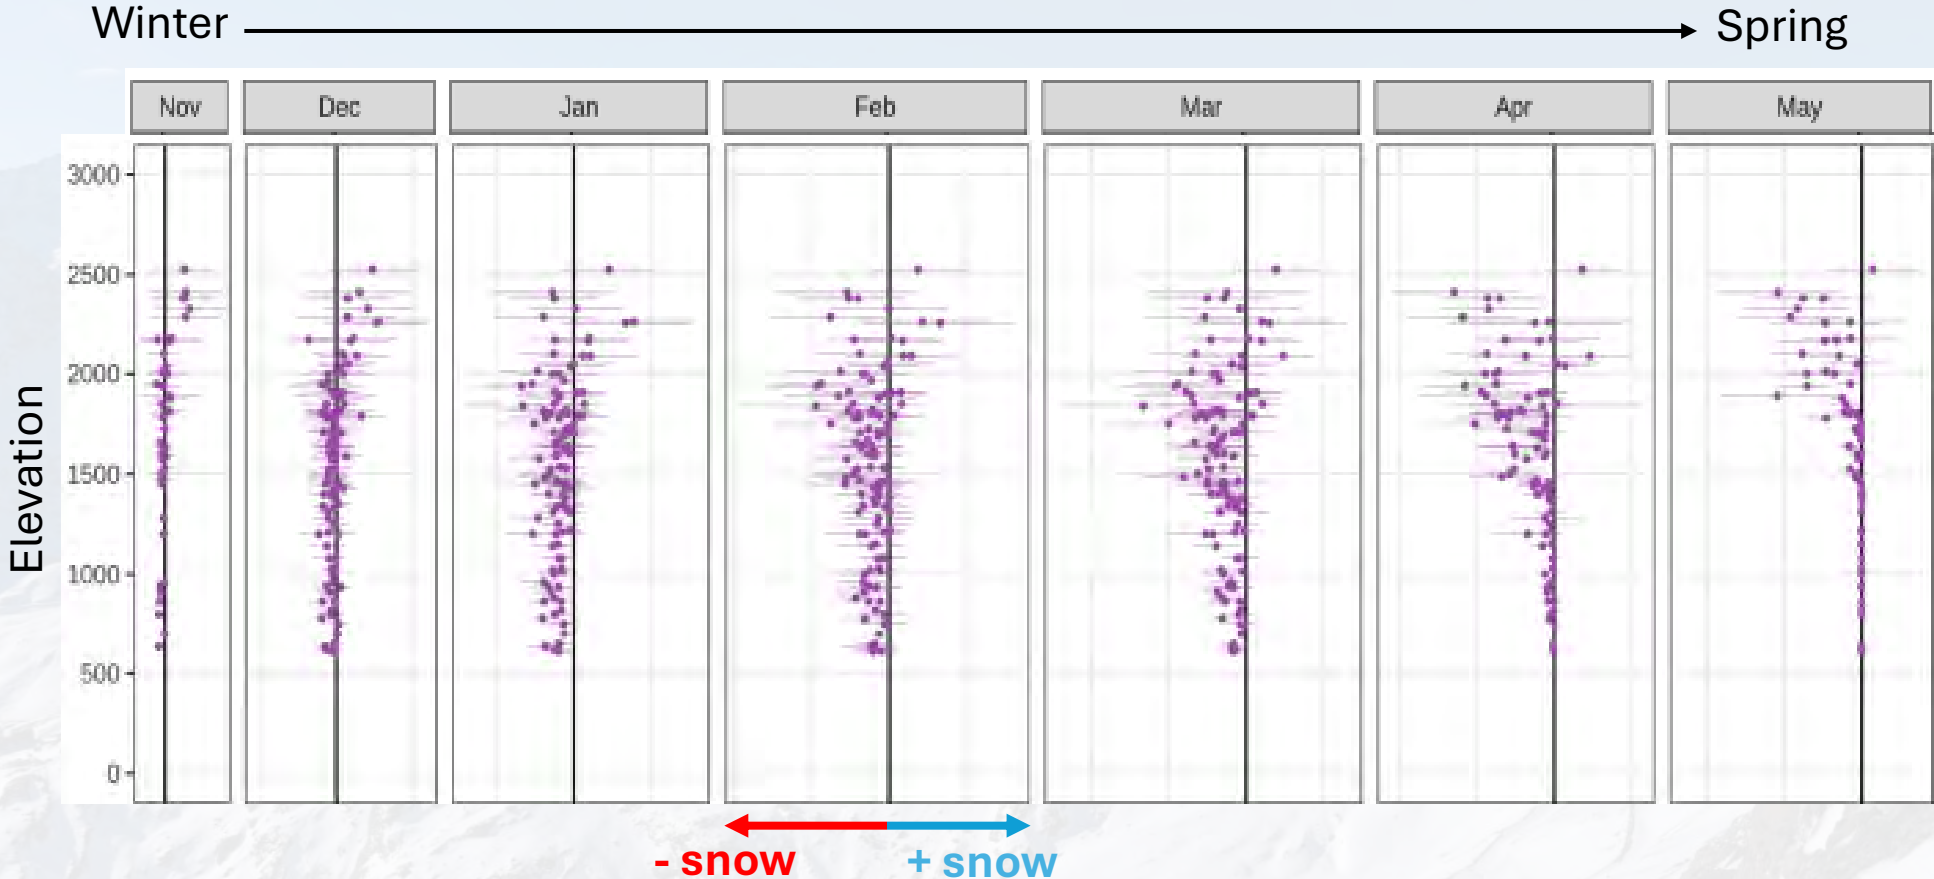 Winter
Spring
Nov Dec Jan Feb Mar Apr May
Elevation
3000
2500
2000
1500
1000
500
0
- snow + snow